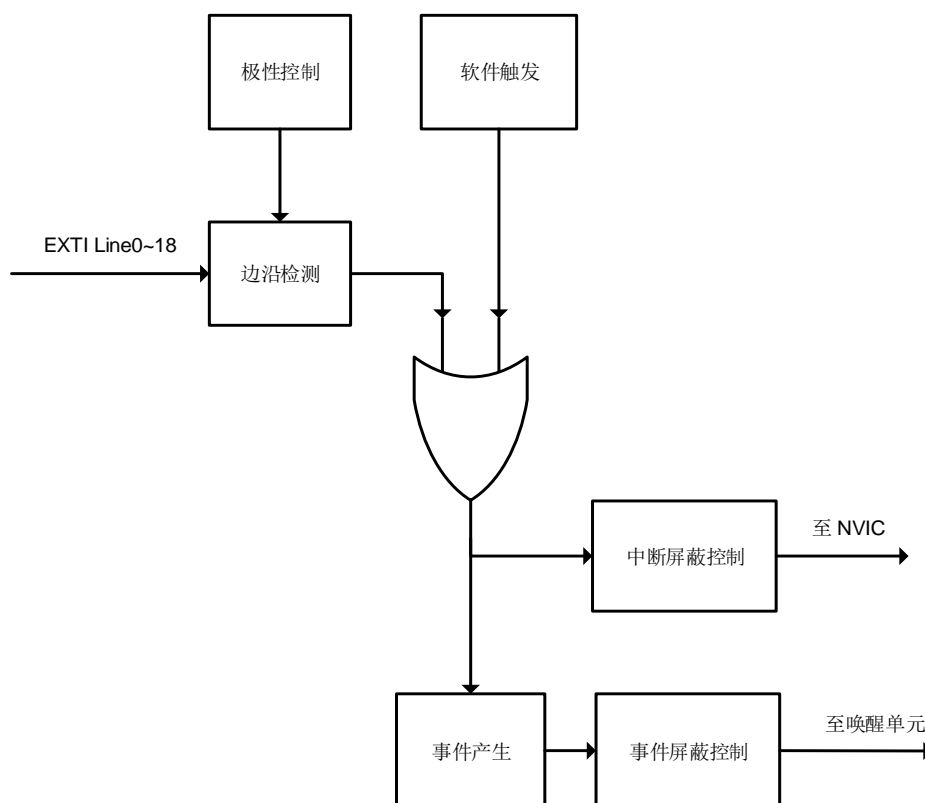 极性控制
软件触发
EXTI Line0~18
边沿检测
中断屏蔽控制
至 NVIC
事件产生
事件屏蔽控制
至唤醒单元